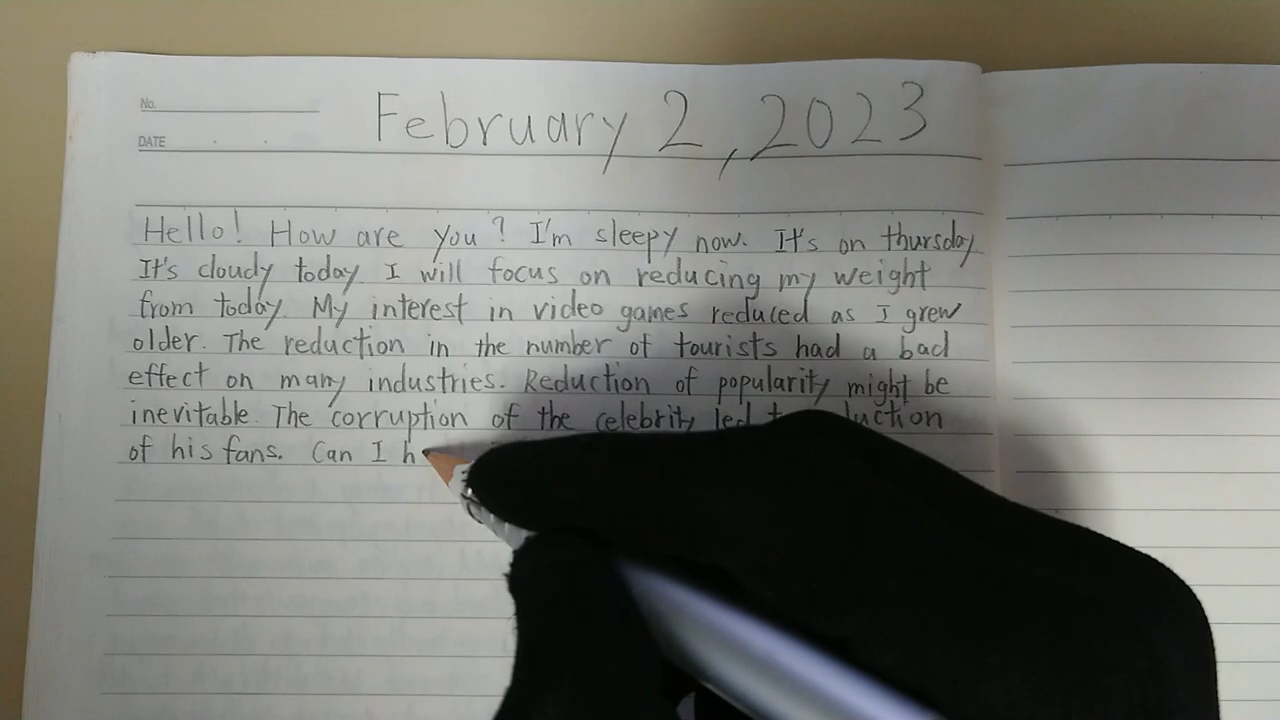 No.
DATE
February 2, 2023
Hello! How are you? I'm sleepy now. It's on thursday.
It's cloudy today. I will focus on reducing my weight
from today. My interest in video games reduced as I grew
older. The reduction in the number of tourists had a bad
effect on many industries. Reduction of popularity might be
inevitable. The corruption of the celebrity led
of his fans. Can I h